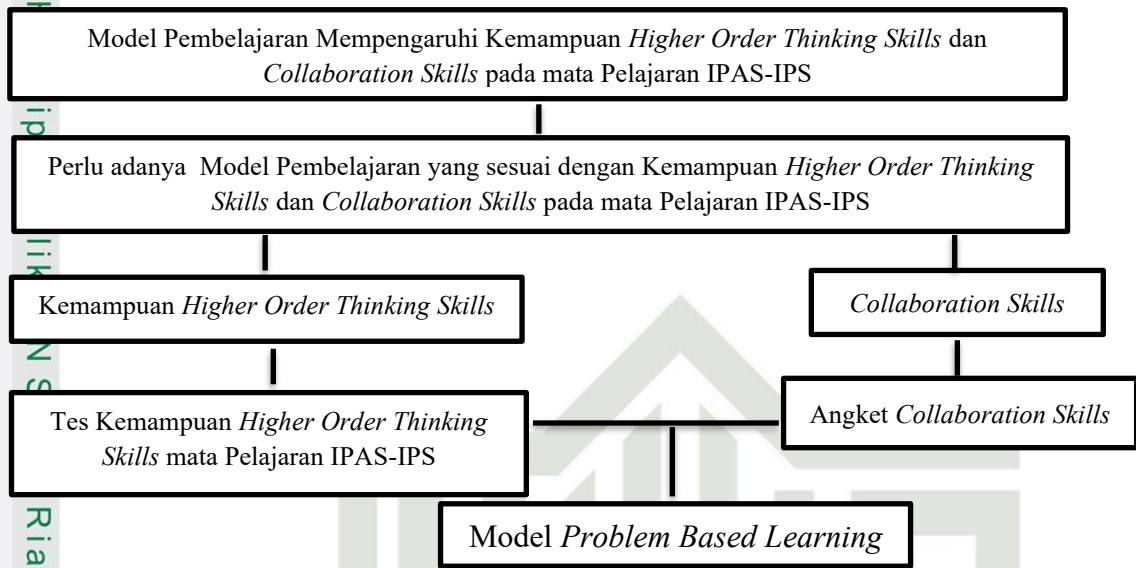 Model Pembelajaran Mempengaruhi Kemampuan Higher Order Thinking Skills dan
Collaboration Skills pada mata Pelajaran IPAS-IPS
Perlu adanya Model Pembelajaran yang sesuai dengan Kemampuan Higher Order Thinking
Skills dan Collaboration Skills pada mata Pelajaran IPAS-IPS
Kemampuan Higher Order Thinking Skills
Collaboration Skills
Tes Kemampuan Higher Order Thinking
Skills mata Pelajaran IPAS-IPS
Angket Collaboration Skills
Model Problem Based Learning